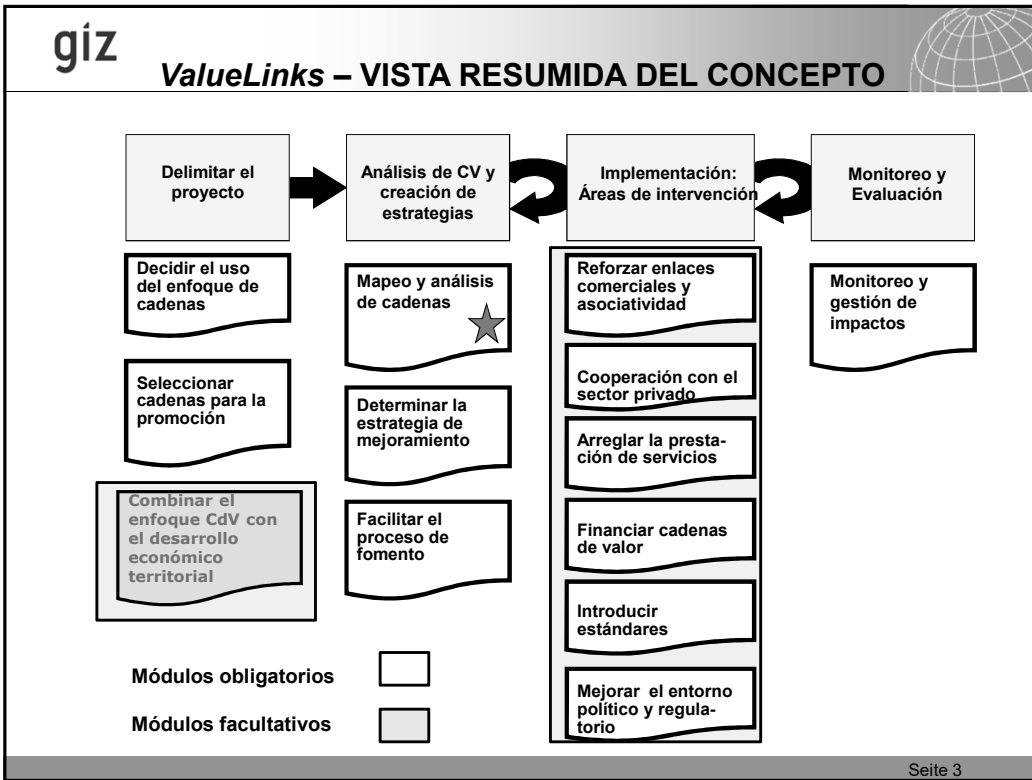 giz
ValueLinks – VISTA RESUMIDA DEL CONCEPTO
Delimitar el
proyecto
Análisis de CV y
creación de
estrategias
Implementación:
Áreas de intervención
Monitoreo y
Evaluación
Decidir el uso
del enfoque de
cadenas
Seleccionar
cadenas para la
promoción
Combinar el
enfoque CdV con
el desarrollo
económico
territorial
Mapeo y análisis
de cadenas
Determinar la
estrategia de
mejoramiento
Facilitar el
proceso de
fomento
Reforzar enlaces
comerciales y
asociatividad
Cooperación con el
sector privado
Arreglar la presta-
ción de servicios
Financiar cadenas
de valor
Introducir
estándares
Mejorar el entorno
político y regula-
torio
Monitoreo y
gestión de
impactos
Módulos obligatorios
Módulos facultativos
Seite 3